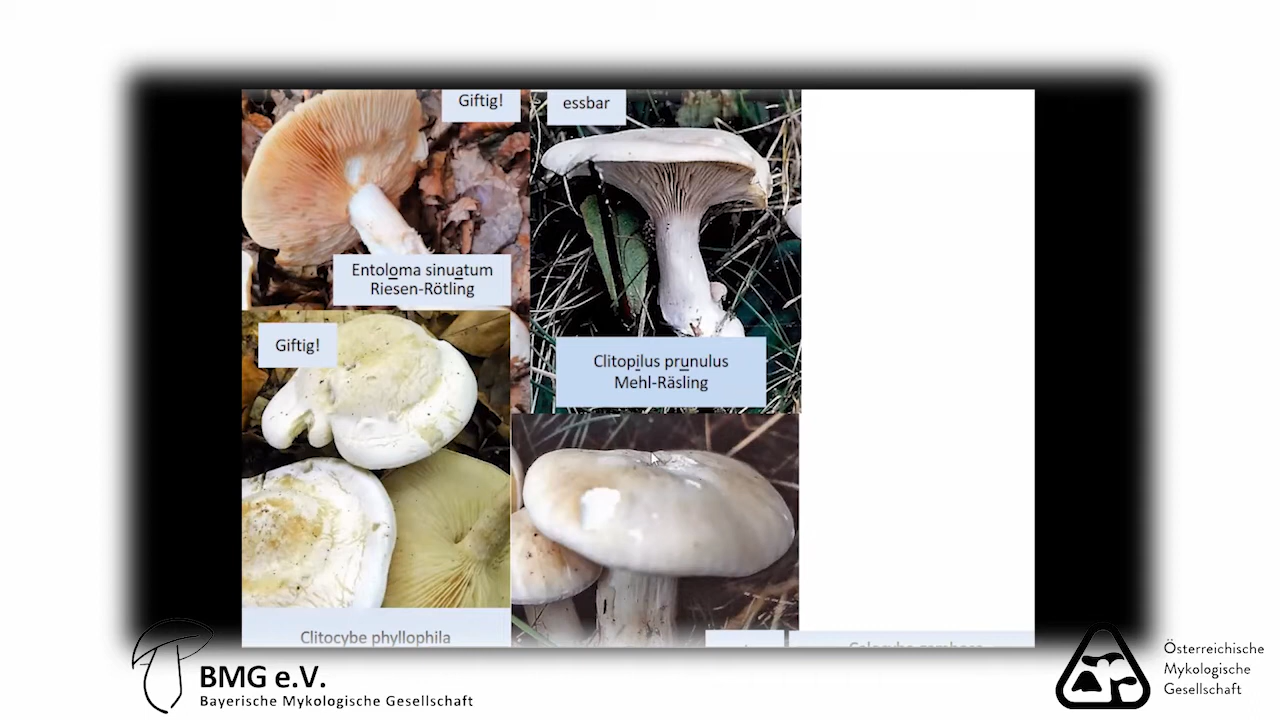 Giftig!
essbar
Entoloma sinuatum
Riesen-Rötling
Giftig!
Clitopilus prunulus
Mehl-Räsling
Clitocybe phyllophila
BMG e.V.
Bayerische Mykologische Gesellschaft
Österreichische
Mykologische
Gesellschaft